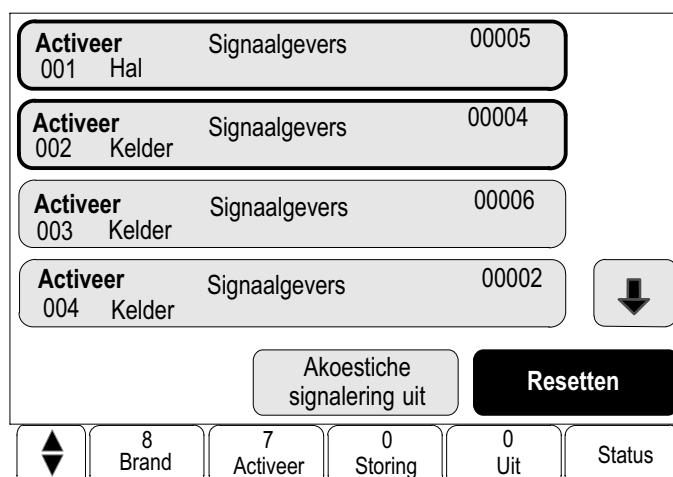 Activeer Signaalgevers 00005
001 Hal
Activeer Signaalgevers 00004
002 Kelder
Activeer Signaalgevers 00006
003 Kelder
Activeer Signaalgevers 00002
004 Kelder
Akoestiche
signalering uit
Resetten
8
Brand
7
Activeer
0
Storing
0
Uit
Status